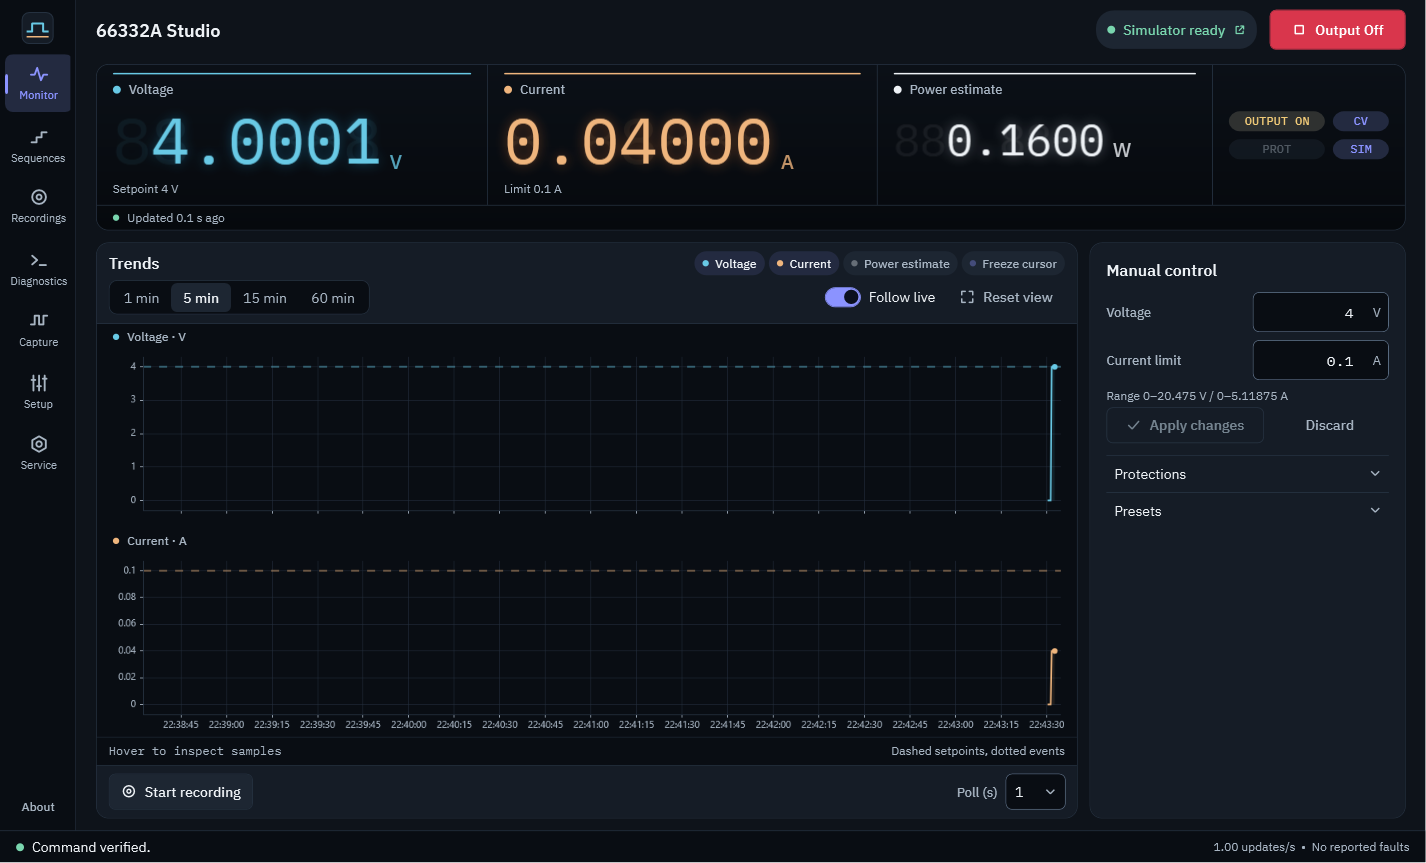 66332A Studio
Simulator ready
Output Off
Monitor
Sequences
Recordings
Diagnostics
Capture
Setup
Service
About
Voltage
4.0001 V
Setpoint 4 V
Current
0.04000 A
Limit 0.1 A
Power estimate
0.1600 W
OUTPUT ON
CV
PROT
SIM
Updated 0.1 s ago
Trends
Voltage
Current
Power estimate
Freeze cursor
1 min
5 min
15 min
60 min
Follow live
Reset view
Voltage · V
4
3
2
1
0
Current · A
0.1
0.08
0.06
0.04
0.02
0
22:38:45 22:39:00 22:39:15 22:39:30 22:39:45 22:40:00 22:40:15 22:40:30 22:40:45 22:41:00 22:41:15 22:41:30 22:41:45 22:42:00 22:42:15 22:42:30 22:42:45 22:43:00 22:43:15 22:43:30
Hover to inspect samples
Dashed setpoints, dotted events
Start recording
Poll (s)
1
Manual control
Voltage
4 V
Current limit
0.1 A
Range 0–20.475 V / 0–5.11875 A
Apply changes
Discard
Protections
Presets
Command verified.
1.00 updates/s • No reported faults